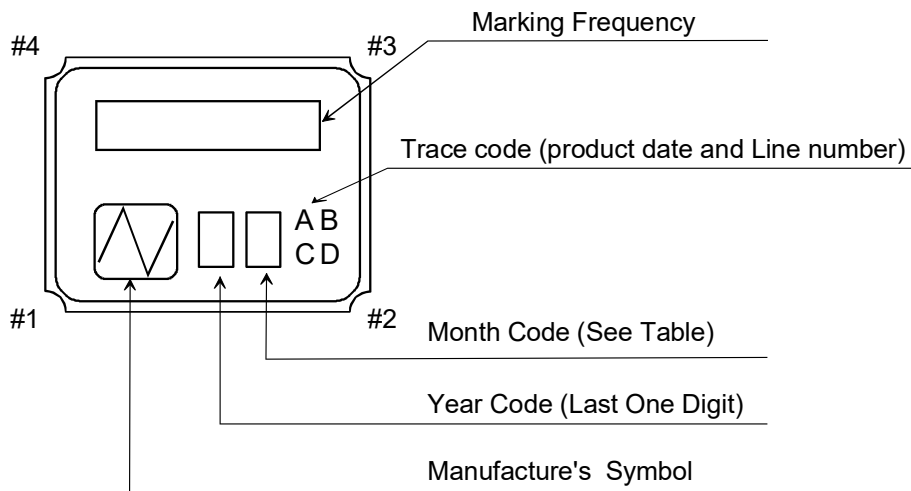 Marking Frequency
#4
#3
Trace code (product date and Line number)
A B
C D
#1
#2
Month Code (See Table)
Year Code (Last One Digit)
Manufacture's Symbol